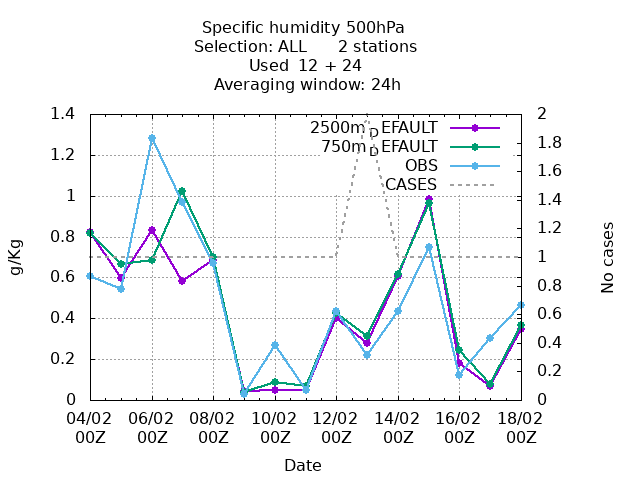 Specific humidity 500hPa
Selection: ALL 2 stations
Used 12 + 24
Averaging window: 24h
1.4
1.2
1
0.8
0.6
0.4
0.2
0
2
1.8
1.6
1.4
1.2
1
0.8
0.6
0.4
0.2
0
2500m_DEFAULT
750m_DEFAULT
OBS
CASES
g/Kg
No cases
04/02 06/02 08/02 10/02 12/02 14/02 16/02 18/02
00Z 00Z 00Z 00Z 00Z 00Z 00Z 00Z
Date